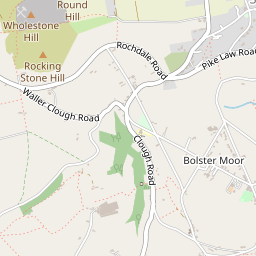 Round
Hill
Wholestone
Hill
Rochdale Road
Pike Law Road
Rocking
Stone Hill
Waller Clough Road
Clough Road
Bolster Moor